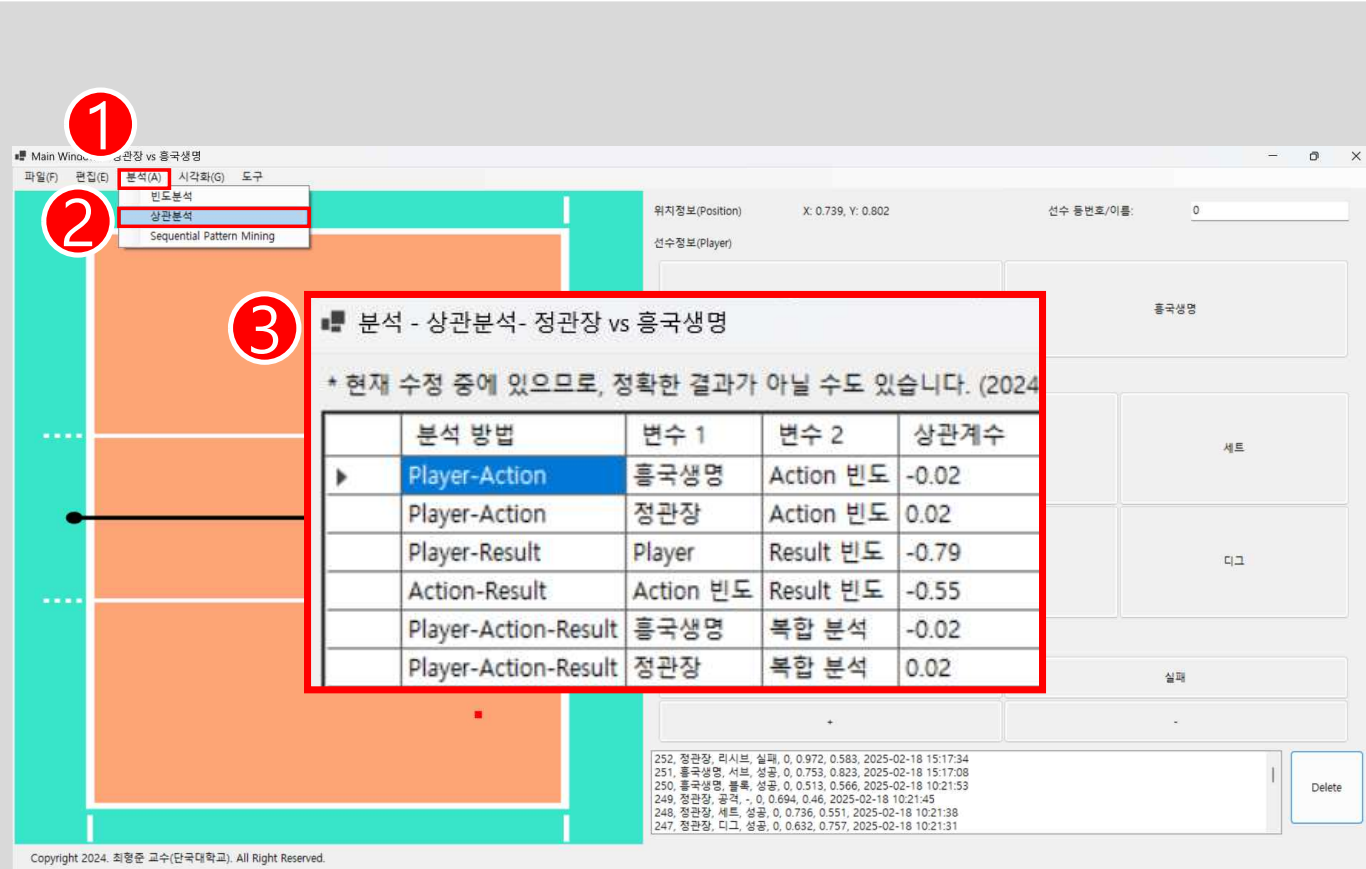 1
Main Window - 정관장 vs 흥국생명
파일(F) 편집(E) 분석(A) 시각화(G) 도구
빈도분석
2
상관분석
Sequential Pattern Mining
위치정보(Position) X: 0.739, Y: 0.802 선수 등번호/이름: 0
선수정보(Player)
흥국생명
3
분석 - 상관분석- 정관장 vs 흥국생명
* 현재 수정 중에 있으므로, 정확한 결과가 아닐 수도 있습니다. (2024
분석 방법 변수 1 변수 2 상관계수
Player-Action 흥국생명 Action 빈도 -0.02
Player-Action 정관장 Action 빈도 0.02
Player-Result Player Result 빈도 -0.79
Action-Result Action 빈도 Result 빈도 -0.55
Player-Action-Result 흥국생명 복합 분석 -0.02
Player-Action-Result 정관장 복합 분석 0.02
세트
디그
실패
+ -
252, 정관장, 리시브, 실패, 0, 0.972, 0.583, 2025-02-18 15:17:34
251, 흥국생명, 서브, 성공, 0, 0.753, 0.823, 2025-02-18 15:17:08
250, 흥국생명, 블록, 성공, 0, 0.513, 0.566, 2025-02-18 10:21:53
249, 정관장, 공격, -, 0, 0.694, 0.46, 2025-02-18 10:21:45
248, 정관장, 세트, 성공, 0, 0.736, 0.551, 2025-02-18 10:21:38
247, 정관장, 디그, 성공, 0, 0.632, 0.757, 2025-02-18 10:21:31
Delete
Copyright 2024. 최형준 교수(단국대학교). All Right Reserved.